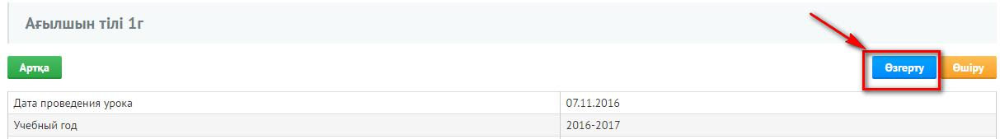 Ағылшын тілі 1г
Артқа
Өзгерту
Өшіру
Дата проведения урока 07.11.2016
Учебный год 2016-2017